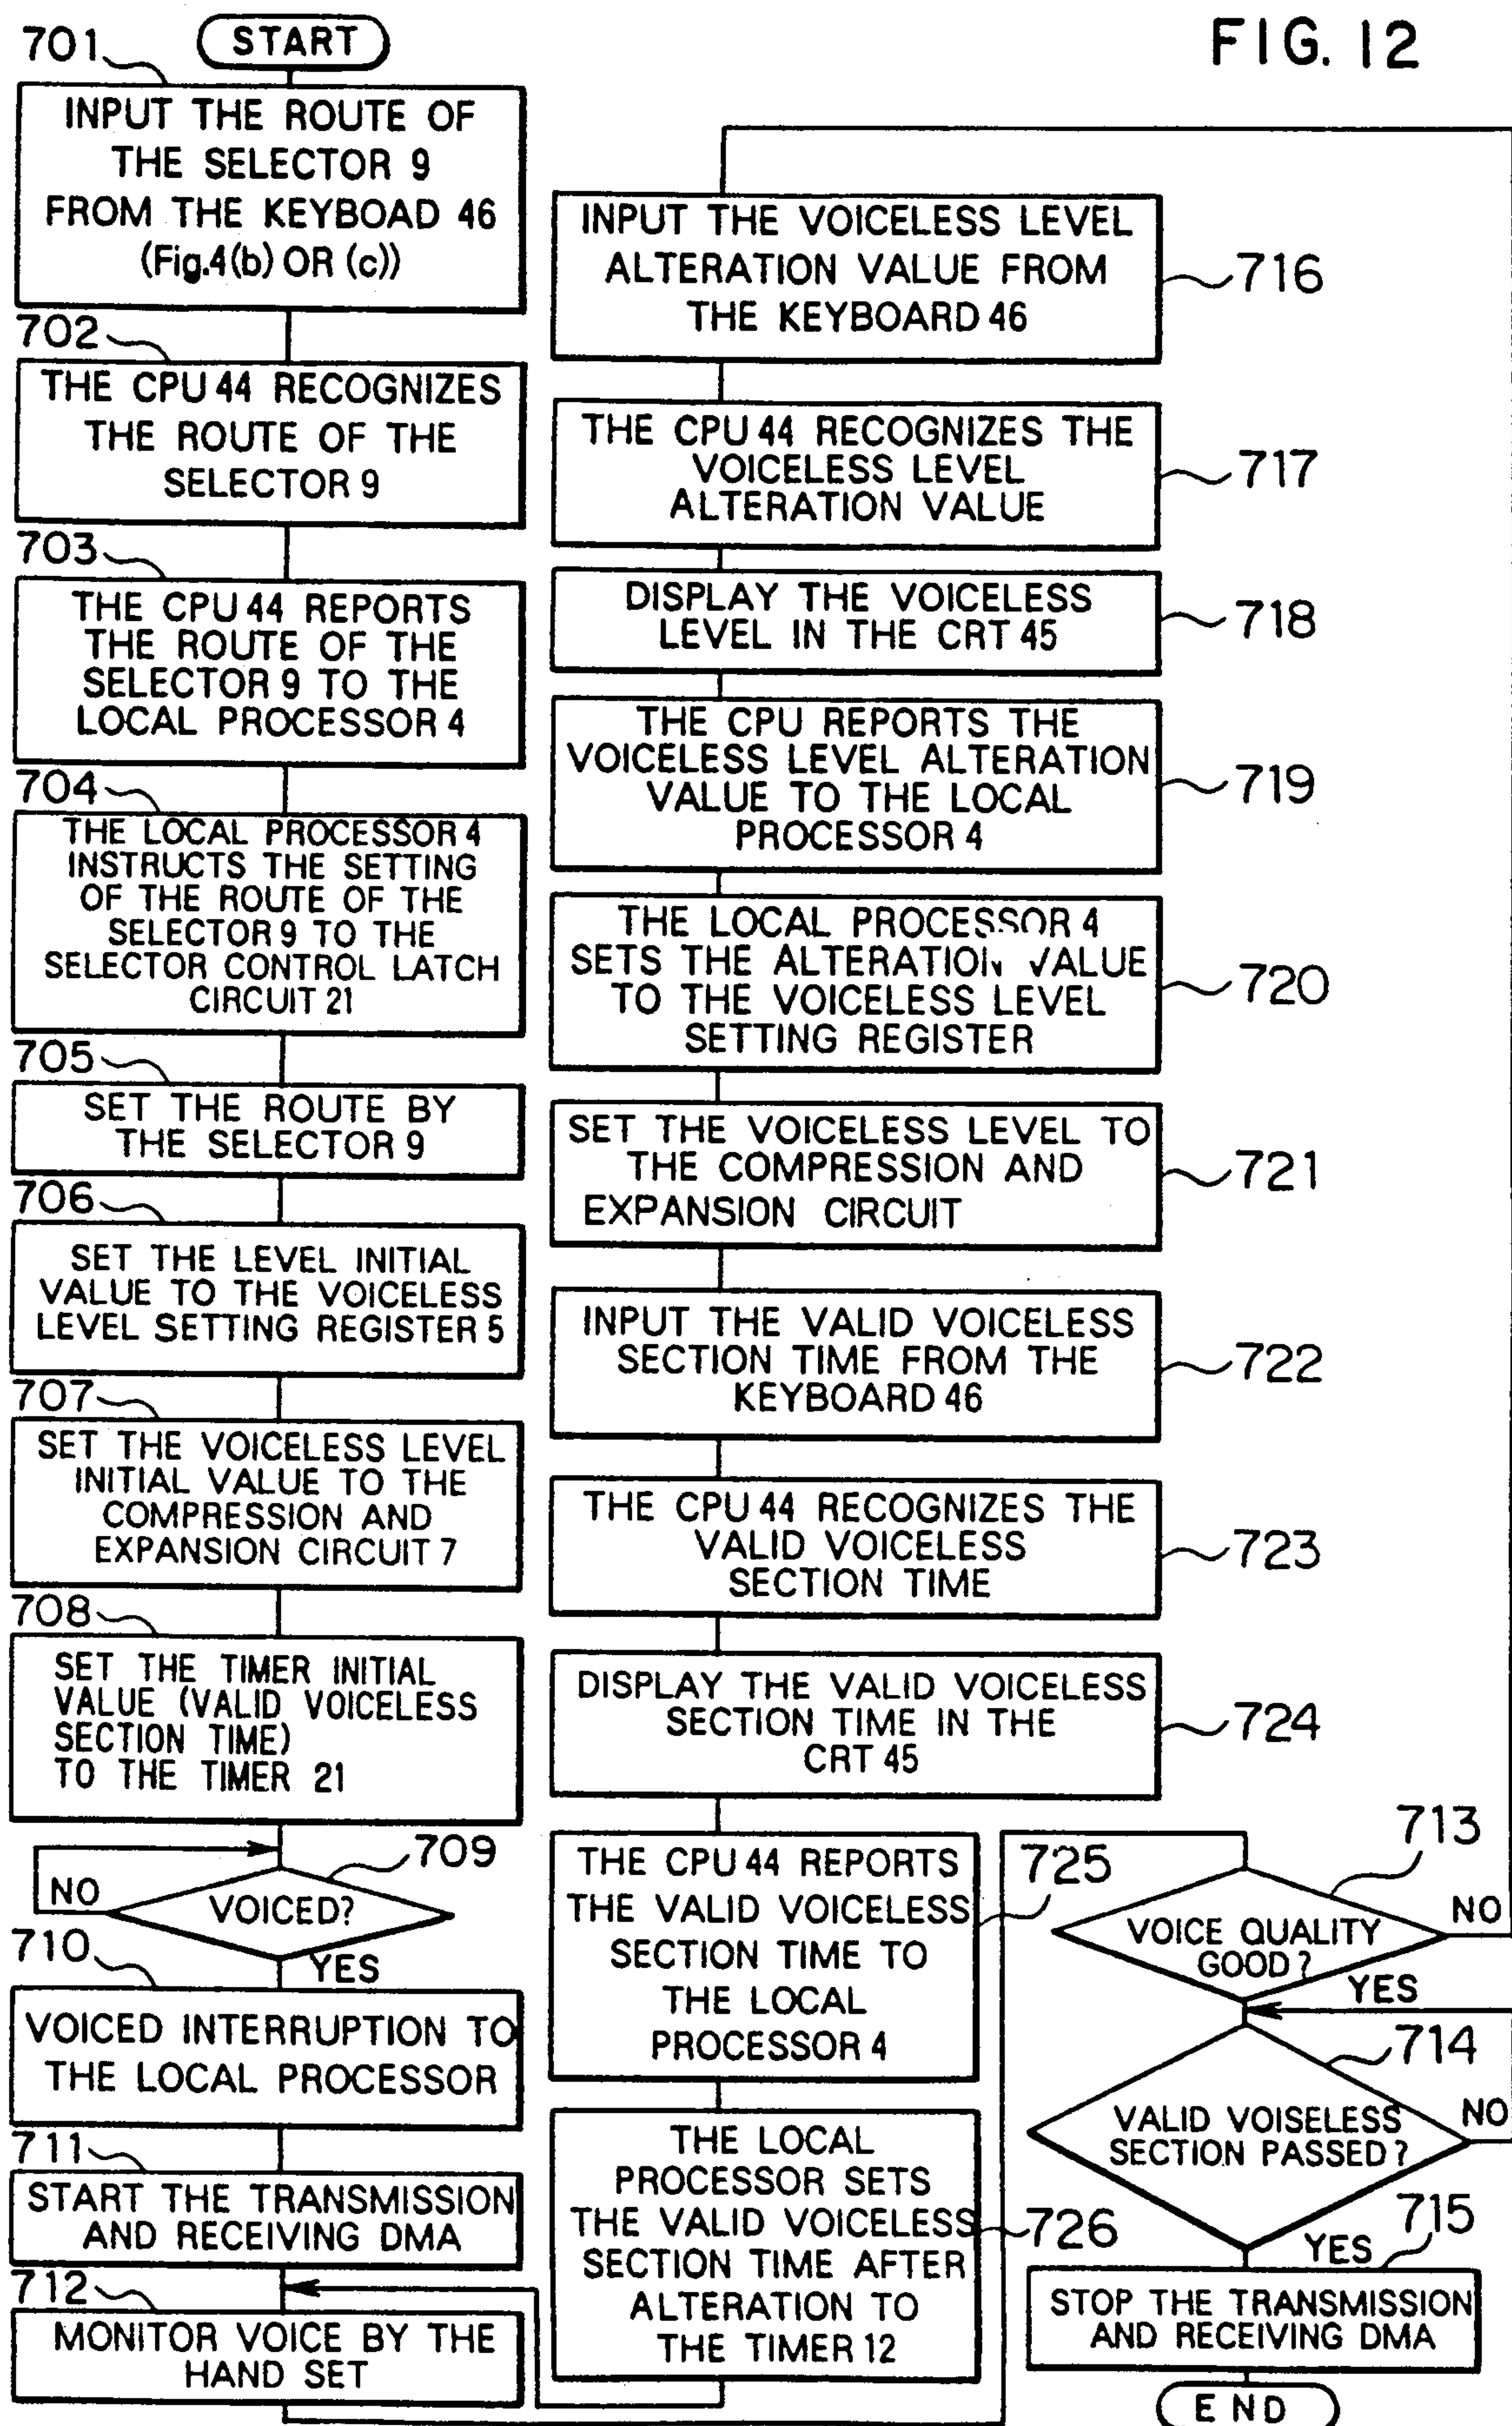 FIG. 12
START
701
INPUT THE ROUTE OF
THE SELECTOR 9
FROM THE KEYBOAD 46
(Fig.4(b) OR (c))
702
THE CPU 44 RECOGNIZES
THE ROUTE OF THE
SELECTOR 9
703
THE CPU 44 REPORTS
THE ROUTE OF THE
SELECTOR 9 TO THE
LOCAL PROCESSOR 4
704
THE LOCAL PROCESSOR 4
INSTRUCTS THE SETTING
OF THE ROUTE OF THE
SELECTOR 9 TO THE
SELECTOR CONTROL LATCH
CIRCUIT 21
705
SET THE ROUTE BY
THE SELECTOR 9
706
SET THE LEVEL INITIAL
VALUE TO THE VOICELESS
LEVEL SETTING REGISTER 5
707
SET THE VOICELESS LEVEL
INITIAL VALUE TO THE
COMPRESSION AND
EXPANSION CIRCUIT 7
708
SET THE TIMER INITIAL
VALUE (VALID VOICELESS
SECTION TIME)
TO THE TIMER 21
709
NO
VOICED?
YES
710
VOICED INTERRUPTION TO
THE LOCAL PROCESSOR
711
START THE TRANSMISSION
AND RECEIVING DMA
712
MONITOR VOICE BY THE
HAND SET
INPUT THE VOICELESS LEVEL
ALTERATION VALUE FROM
THE KEYBOARD 46
716
THE CPU 44 RECOGNIZES THE
VOICELESS LEVEL
ALTERATION VALUE
717
DISPLAY THE VOICELESS
LEVEL IN THE CRT 45
718
THE CPU REPORTS THE
VOICELESS LEVEL ALTERATION
VALUE TO THE LOCAL
PROCESSOR 4
719
THE LOCAL PROCESSOR 4
SETS THE ALTERATION VALUE
TO THE VOICELESS LEVEL
SETTING REGISTER
720
SET THE VOICELESS LEVEL TO
THE COMPRESSION AND
EXPANSION CIRCUIT
721
INPUT THE VALID VOICELESS
SECTION TIME FROM THE
KEYBOARD 46
722
THE CPU 44 RECOGNIZES THE
VALID VOICELESS
SECTION TIME
723
DISPLAY THE VALID VOICELESS
SECTION TIME IN THE
CRT 45
724
THE CPU 44 REPORTS
THE VALID VOICELESS
SECTION TIME TO
THE LOCAL
PROCESSOR 4
725
THE LOCAL
PROCESSOR SETS
THE VALID VOICELESS
SECTION TIME AFTER
ALTERATION TO
THE TIMER 12
726
713
VOICE QUALITY
GOOD?
NO
YES
714
VALID VOISELESS
SECTION PASSED?
NO
YES
715
STOP THE TRANSMISSION
AND RECEIVING DMA
END